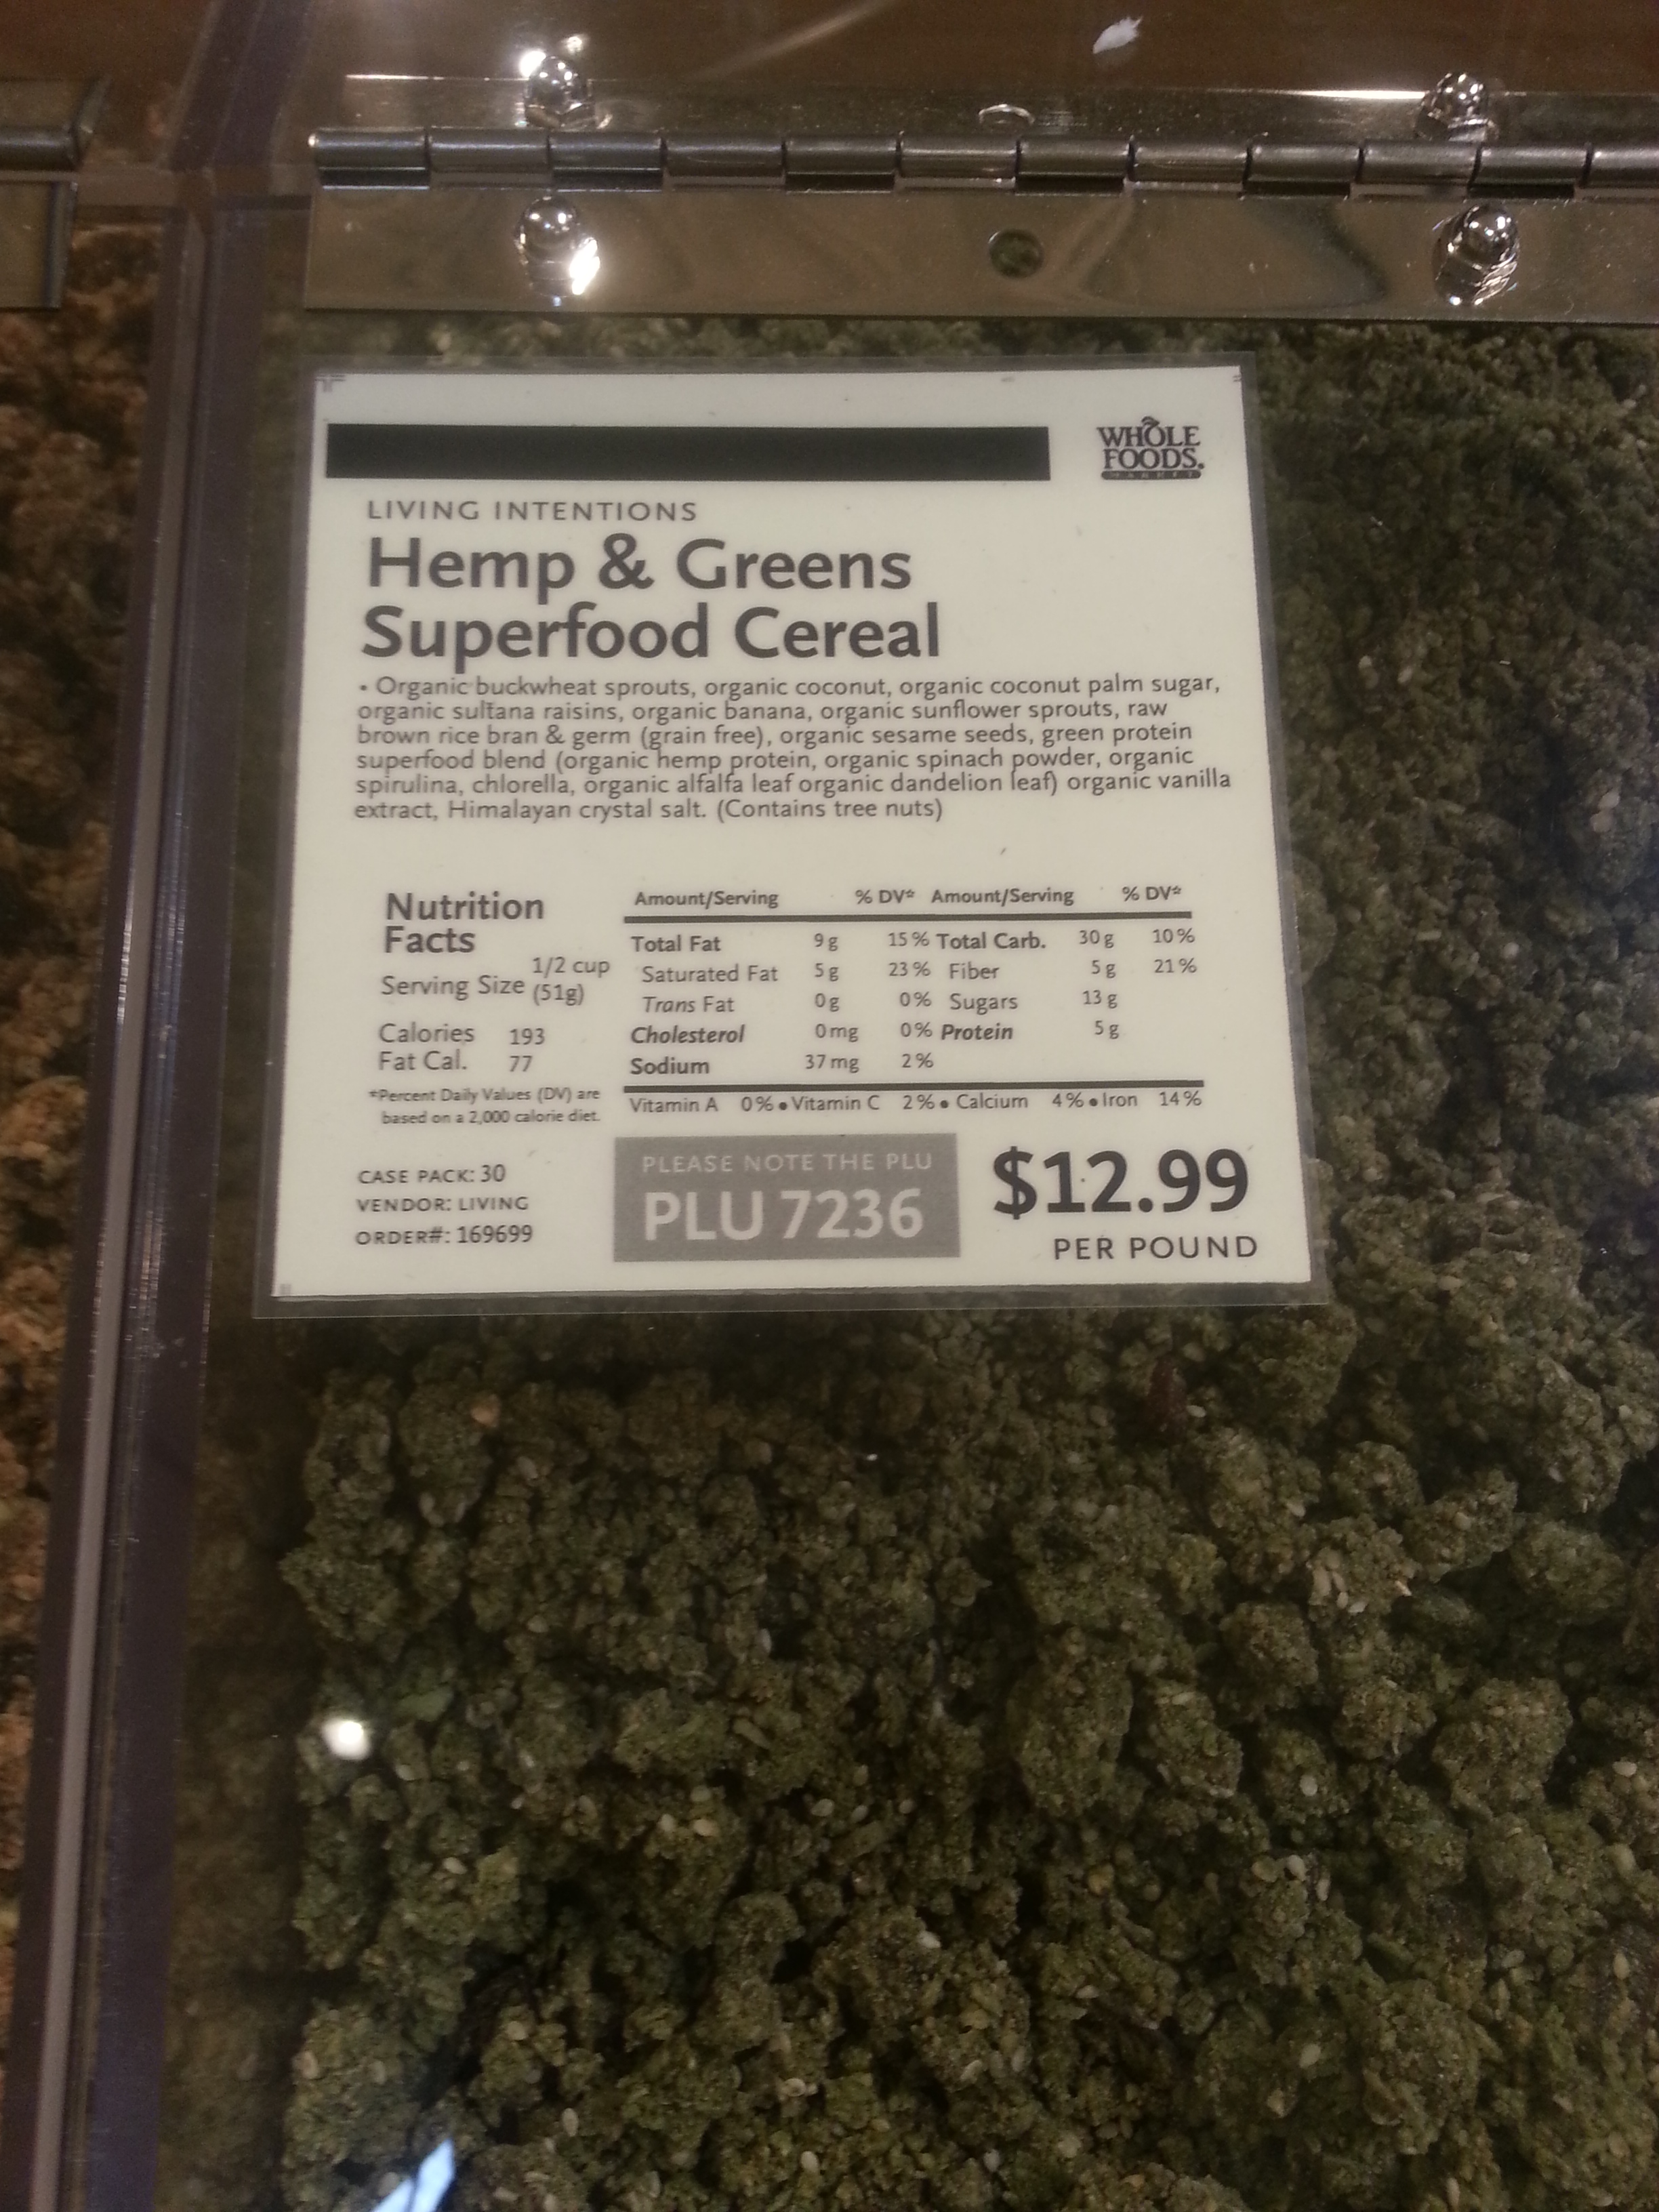 WHOLE
FOODS
MARKET
LIVING INTENTIONS
Hemp & Greens
Superfood Cereal
• Organic buckwheat sprouts, organic coconut, organic coconut palm sugar,
organic sultana raisins, organic banana, organic sunflower sprouts, raw
brown rice bran & germ (grain free), organic sesame seeds, green protein
superfood blend (organic hemp protein, organic spinach powder, organic
spirulina, chlorella, organic alfalfa leaf organic dandelion leaf) organic vanilla
extract, Himalayan crystal salt. (Contains tree nuts)
Nutrition
Facts
Serving Size 1/2 cup
(51g)
Calories 193
Fat Cal. 77
*Percent Daily Values (DV) are
based on a 2,000 calorie diet.
Amount/Serving % DV* Amount/Serving % DV*
Total Fat 9g 15% Total Carb. 30g 10%
Saturated Fat 5g 23% Fiber 5g 21%
Trans Fat 0g 0% Sugars 13g
Cholesterol 0mg 0% Protein 5g
Sodium 37mg 2%
Vitamin A 0% • Vitamin C 2% • Calcium 4% • Iron 14%
CASE PACK: 30
VENDOR: LIVING
ORDER#: 169699
PLEASE NOTE THE PLU
PLU 7236
$12.99
PER POUND